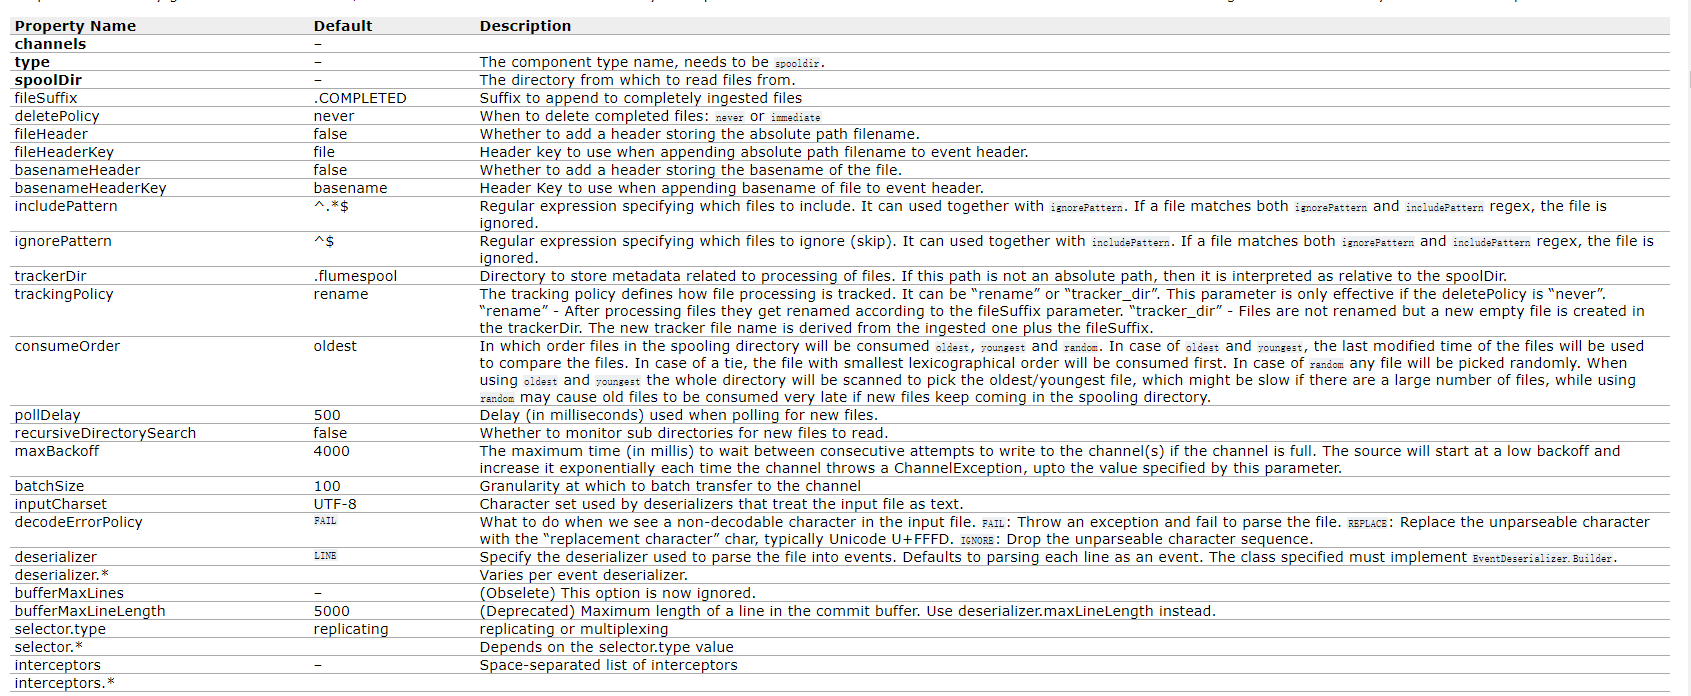 Property Name Default Description
channels –
type – The component type name, needs to be spooldir.
spoolDir – The directory from which to read files from.
fileSuffix .COMPLETED Suffix to append to completely ingested files
deletePolicy never When to delete completed files: never or immediate
fileHeader false Whether to add a header storing the absolute path filename.
fileHeaderKey file Header key to use when appending absolute path filename to event header.
basenameHeader false Whether to add a header storing the basename of the file.
basenameHeaderKey basename Header Key to use when appending basename of file to event header.
includePattern ^.*$ Regular expression specifying which files to include. It can used together with ignorePattern. If a file matches both ignorePattern and includePattern regex, the file is
ignored.
ignorePattern ^$ Regular expression specifying which files to ignore (skip). It can used together with includePattern. If a file matches both ignorePattern and includePattern regex, the file is
ignored.
trackerDir .flumespool Directory to store metadata related to processing of files. If this path is not an absolute path, then it is interpreted as relative to the spoolDir.
trackingPolicy rename The tracking policy defines how file processing is tracked. It can be “rename” or “tracker_dir”. This parameter is only effective if the deletePolicy is “never”.
“rename” - After processing files they get renamed according to the fileSuffix parameter. “tracker_dir” - Files are not renamed but a new empty file is created in
the trackerDir. The new tracker file name is derived from the ingested one plus the fileSuffix.
consumeOrder oldest In which order files in the spooling directory will be consumed oldest, youngest and random. In case of oldest and youngest, the last modified time of the files will be used
to compare the files. In case of a tie, the file with smallest lexicographical order will be consumed first. In case of random any file will be picked randomly. When
using oldest and youngest the whole directory will be scanned to pick the oldest/youngest file, which might be slow if there are a large number of files, while using
random may cause old files to be consumed very late if new files keep coming in the spooling directory.
pollDelay 500 Delay (in milliseconds) used when polling for new files.
recursiveDirectorySearch false Whether to monitor sub directories for new files to read.
maxBackoff 4000 The maximum time (in millis) to wait between consecutive attempts to write to the channel(s) if the channel is full. The source will start at a low backoff and
increase it exponentially each time the channel throws a ChannelException, upto the value specified by this parameter.
batchSize 100 Granularity at which to batch transfer to the channel
inputCharset UTF-8 Character set used by deserializers that treat the input file as text.
decodeErrorPolicy FAIL What to do when we see a non-decodable character in the input file. FAIL: Throw an exception and fail to parse the file. REPLACE: Replace the unparseable character
with the “replacement character” char, typically Unicode U+FFFD. IGNORE: Drop the unparseable character sequence.
deserializer LINE Specify the deserializer used to parse the file into events. Defaults to parsing each line as an event. The class specified must implement EventDeserializer.Builder.
deserializer.* Varies per event deserializer.
bufferMaxLines – (Obselete) This option is now ignored.
bufferMaxLineLength 5000 (Deprecated) Maximum length of a line in the commit buffer. Use deserializer.maxLineLength instead.
selector.type replicating replicating or multiplexing
selector.* Depends on the selector.type value
interceptors – Space-separated list of interceptors
interceptors.*